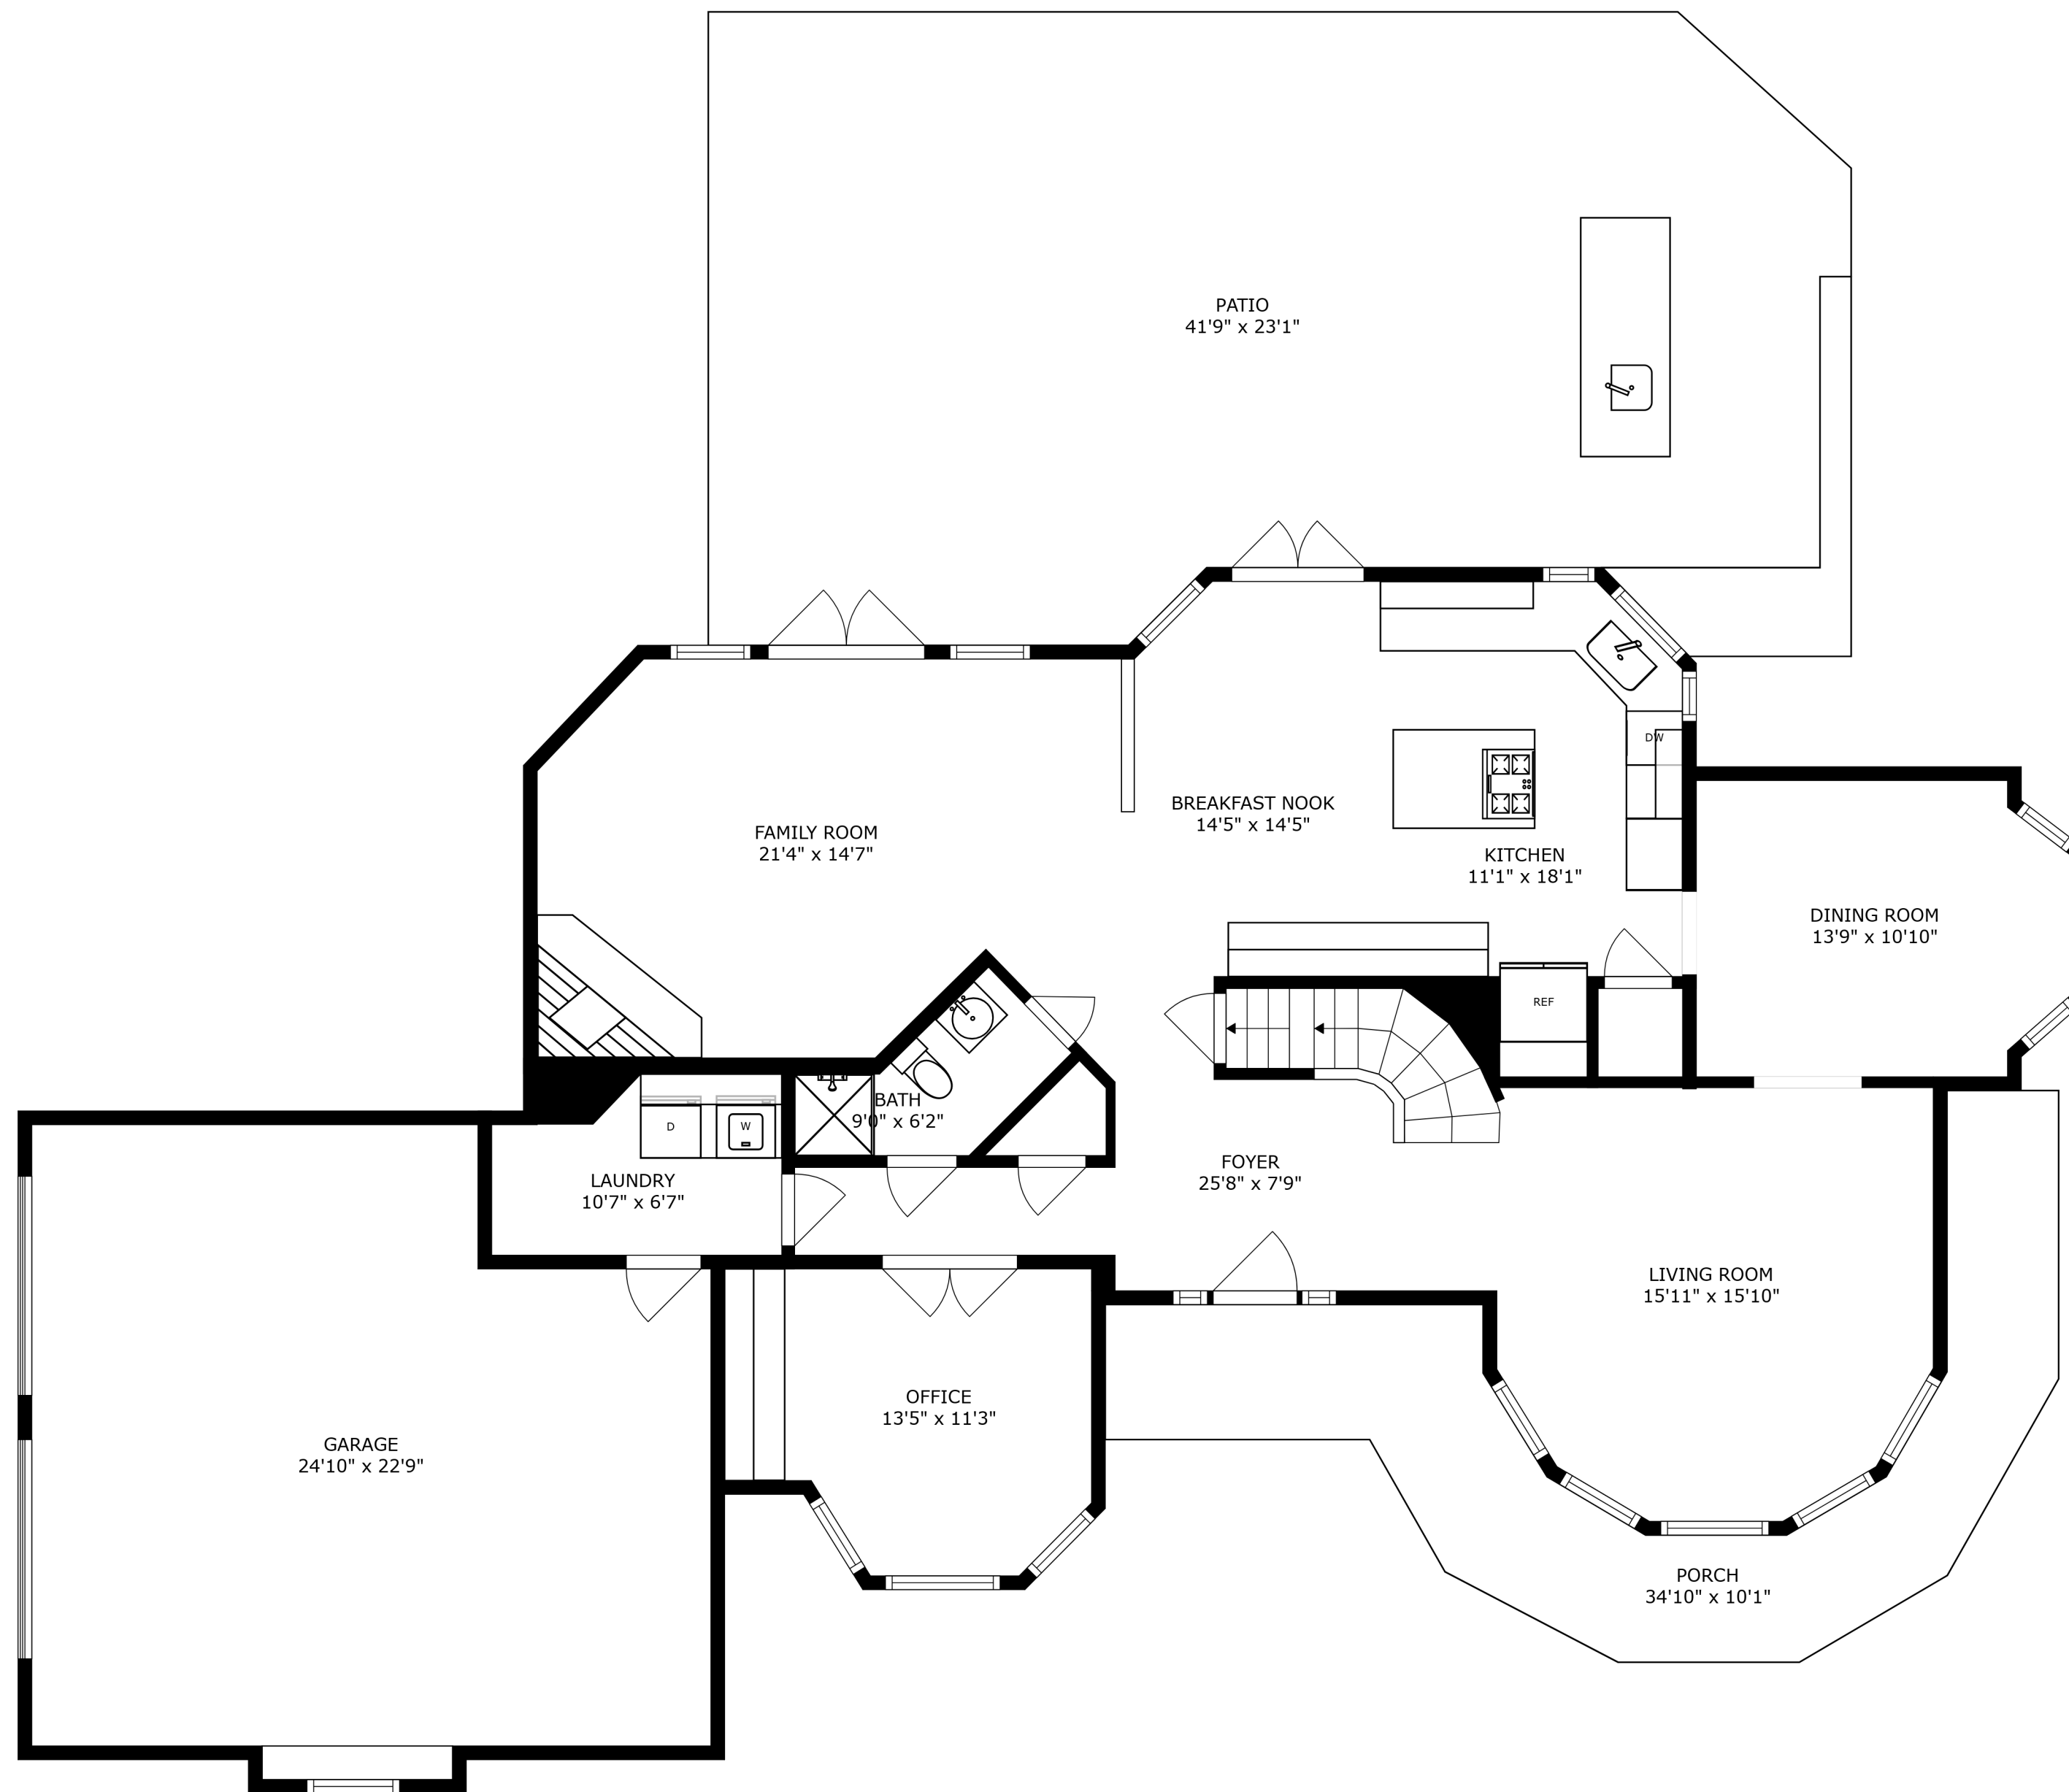 PATIO
41'9" x 23'1"
DW
BREAKFAST NOOK
14'5" x 14'5"
FAMILY ROOM
21'4" x 14'7"
KITCHEN
11'1" x 18'1"
DINING ROOM
13'9" x 10'10"
REF
BATH
9'0" x 6'2"
D
W
FOYER
25'8" x 7'9"
LAUNDRY
10'7" x 6'7"
LIVING ROOM
15'11" x 15'10"
OFFICE
13'5" x 11'3"
GARAGE
24'10" x 22'9"
PORCH
34'10" x 10'1"